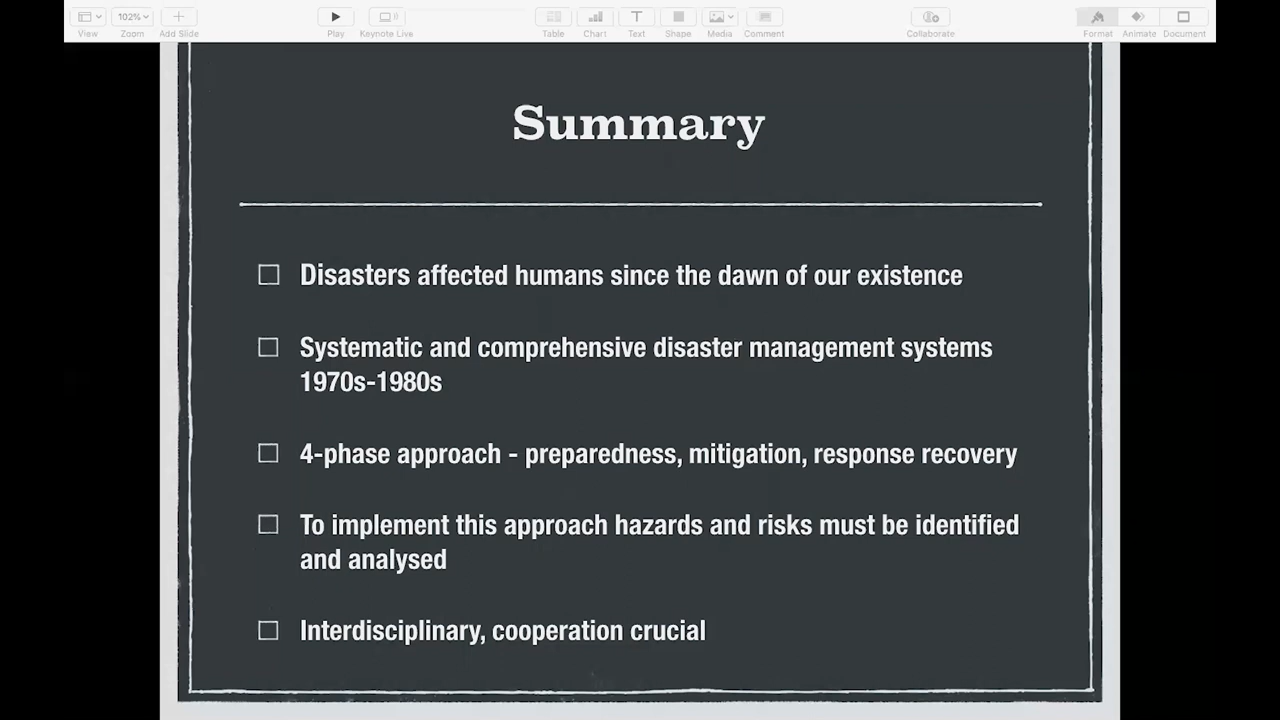 102%
View
Zoom
Add Slide
Play
Keynote Live
Table
Chart
Text
Shape
Media
Comment
Collaborate
Format
Animate
Document
Summary
Disasters affected humans since the dawn of our existence
Systematic and comprehensive disaster management systems
1970s-1980s
4-phase approach - preparedness, mitigation, response recovery
To implement this approach hazards and risks must be identified
and analysed
Interdisciplinary, cooperation crucial